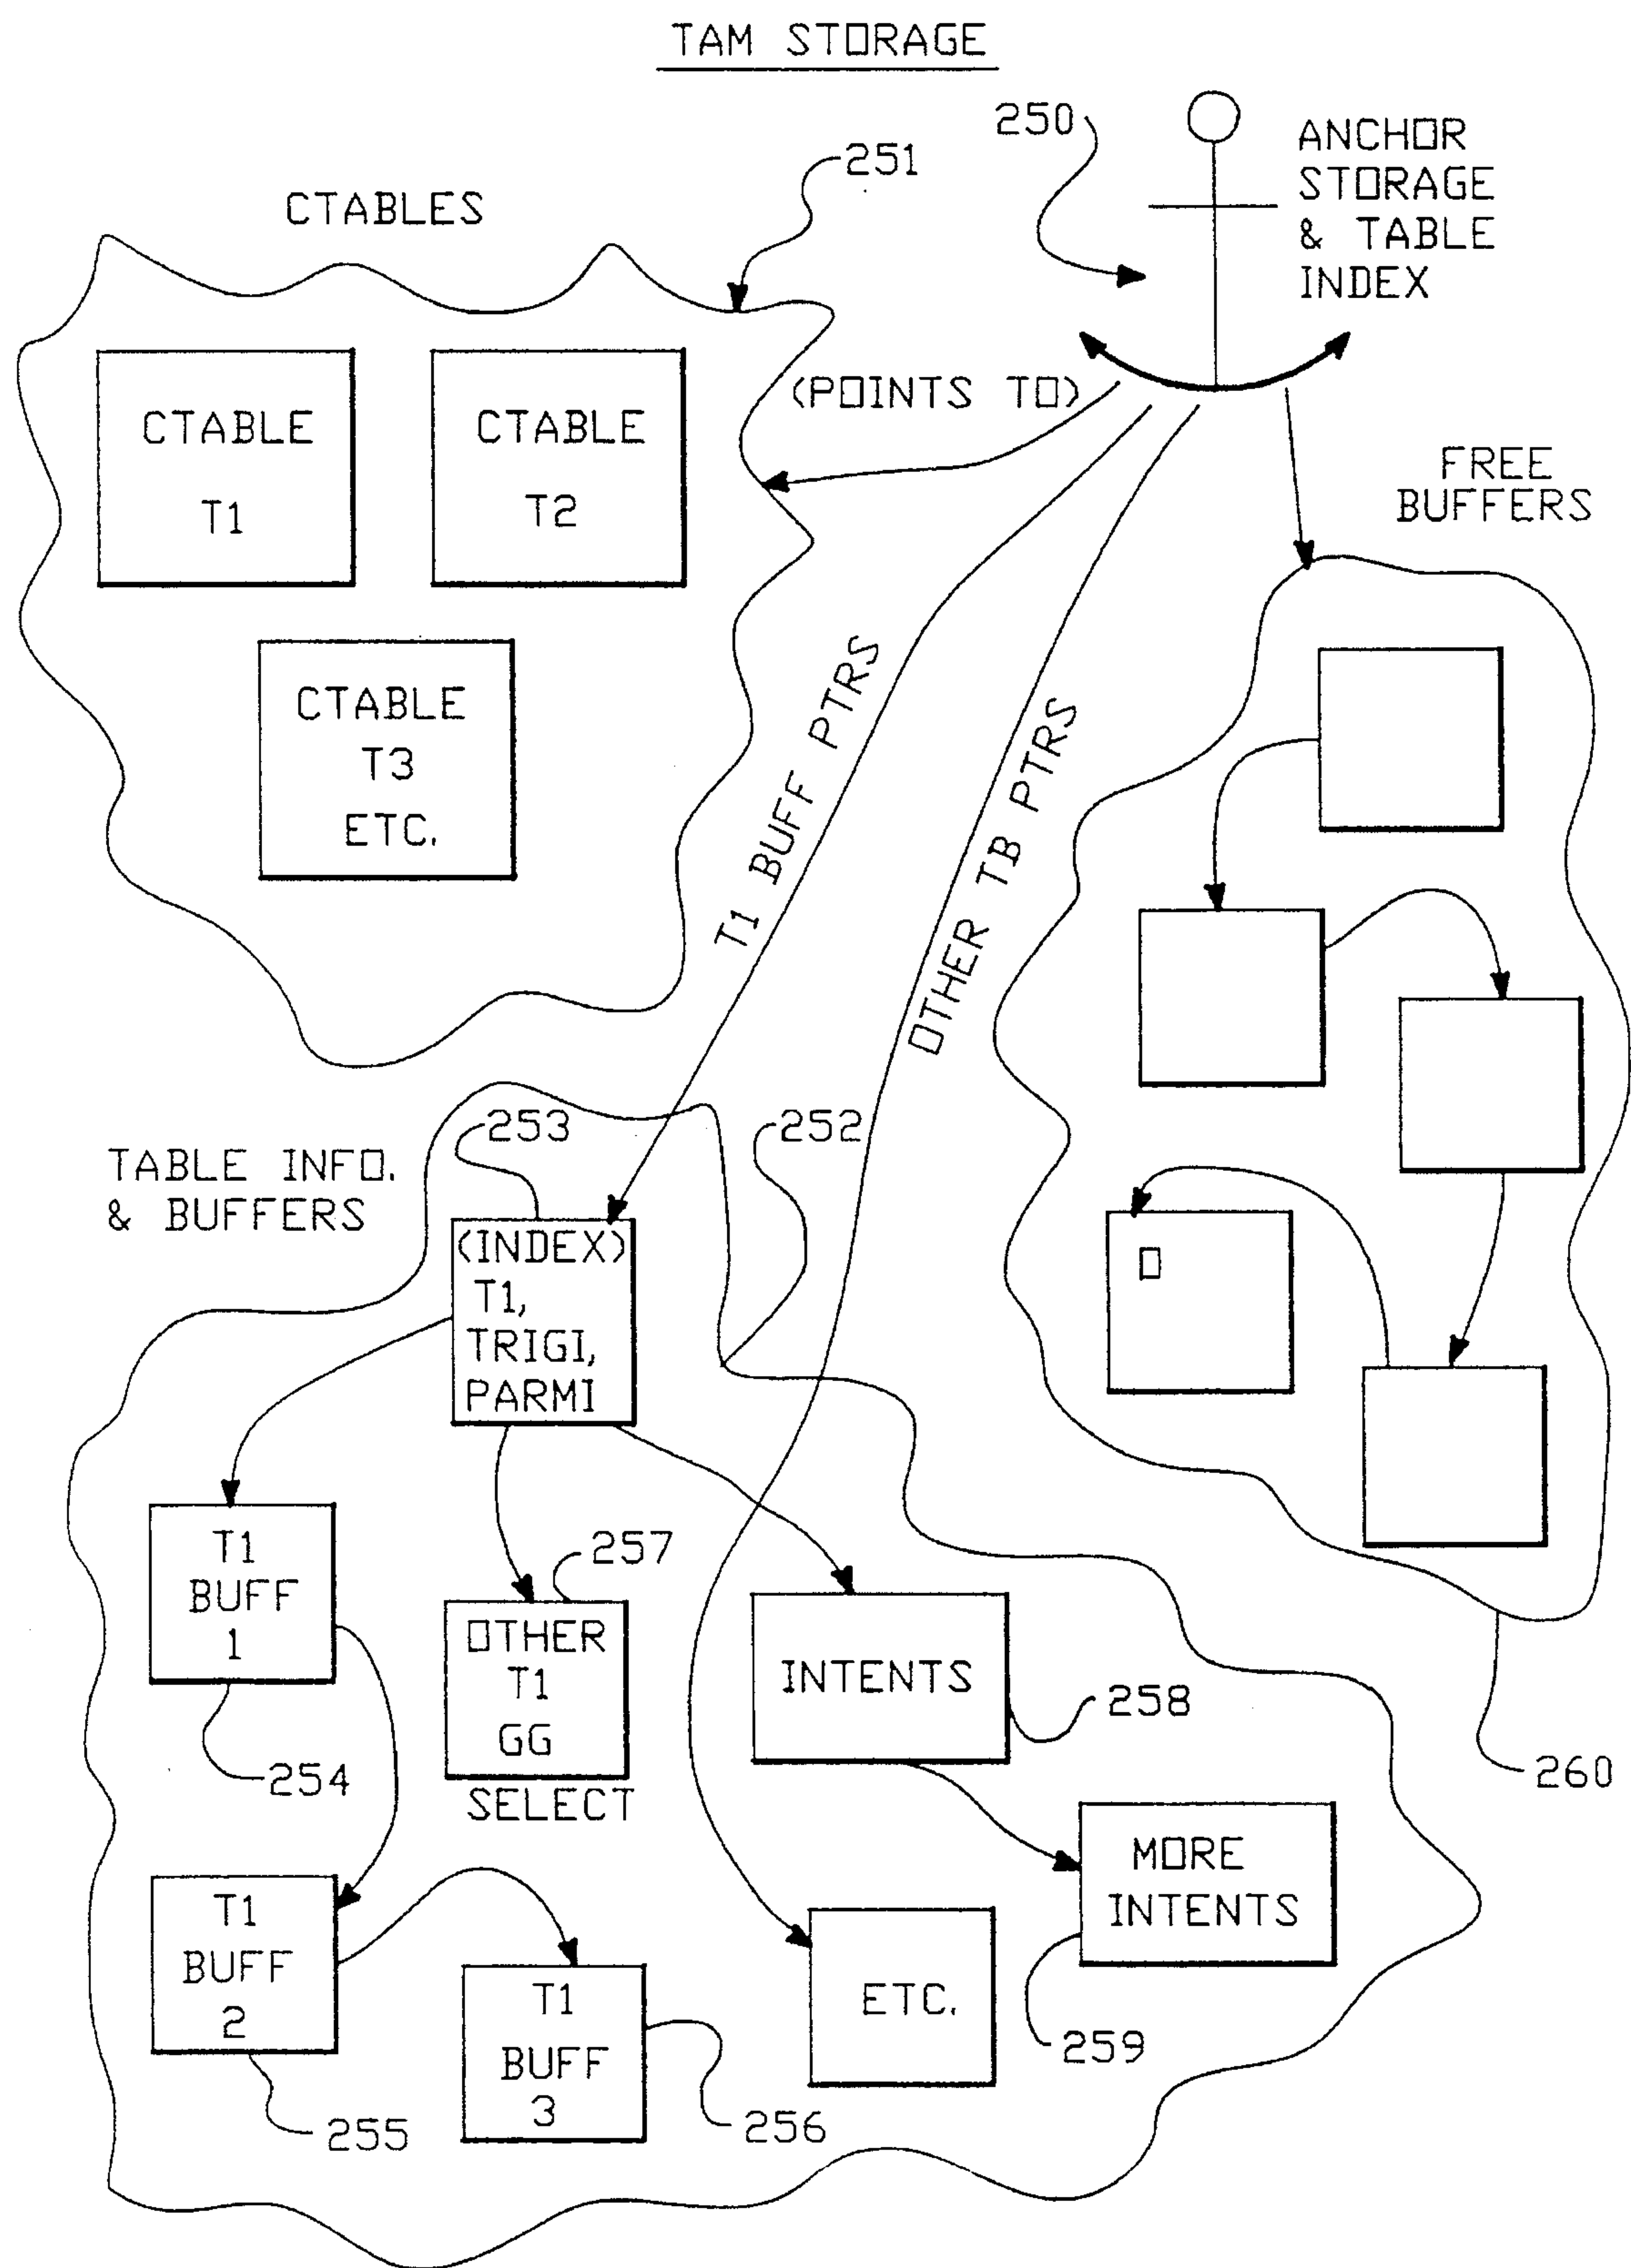 TAM STORAGE
250
ANCHOR
STORAGE
& TABLE
INDEX
251
CTABLES
(POINTS TO)
CTABLE
T1
CTABLE
T2
CTABLE
T3
ETC.
FREE
BUFFERS
T1 BUFF PTRS
OTHER TB PTRS
253
252
TABLE INFO.
& BUFFERS
(INDEX)
T1,
TRIGI,
PARMI
0
T1
BUFF
1
254
257
OTHER
T1
GG
SELECT
INTENTS
258
260
MORE
INTENTS
259
T1
BUFF
2
255
T1
BUFF
3
256
ETC.